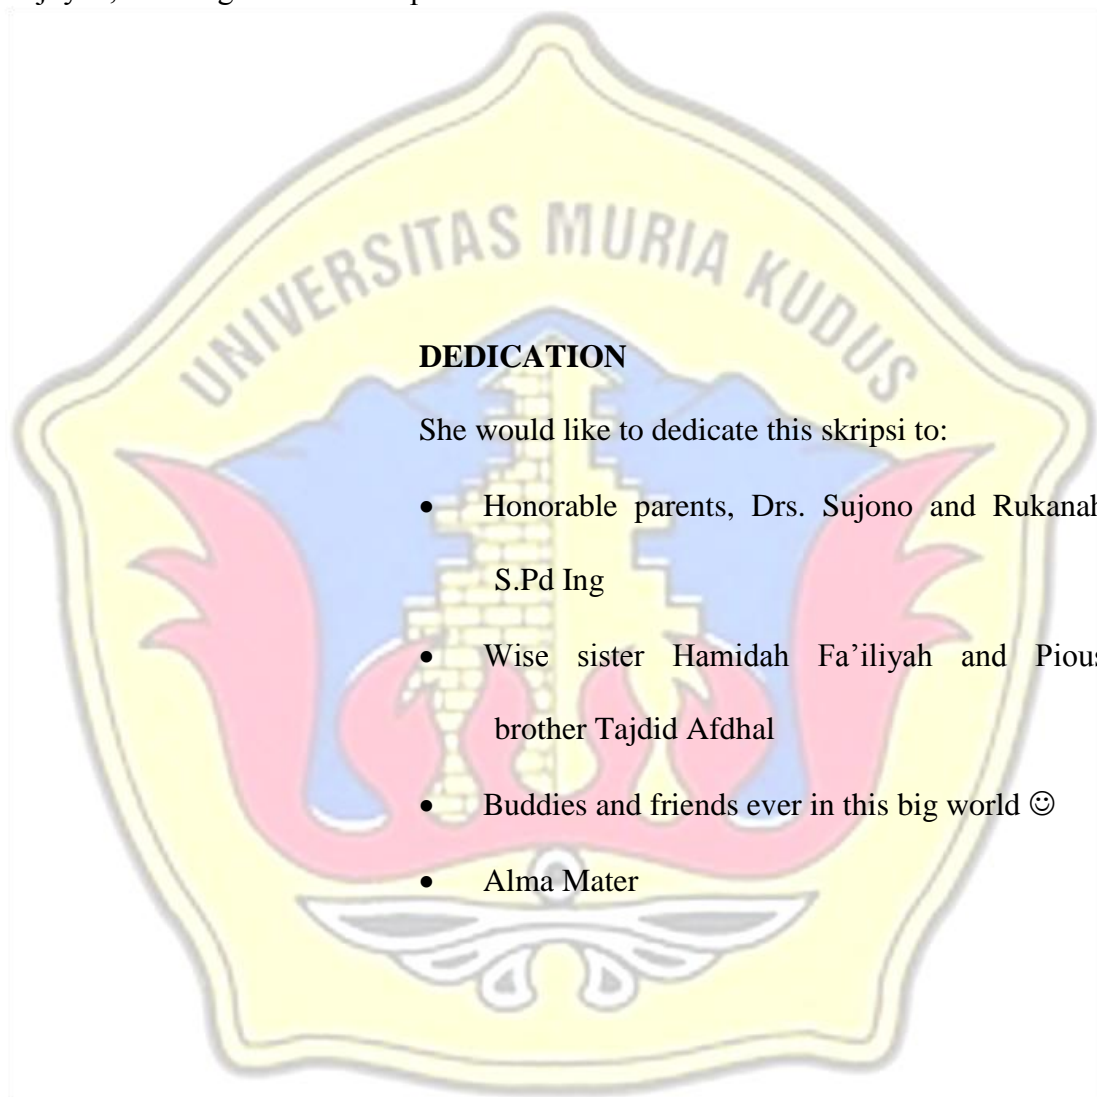 UNIVERSITAS MURIA KUDUS
DEDICATION
She would like to dedicate this skripsi to:
• Honorable parents, Drs. Sujono and Rukanah
S.Pd Ing
• Wise sister Hamidah Fa’iliyah and Pious
brother Tajdid Afdhal
• Buddies and friends ever in this big world ☺
• Alma Mater